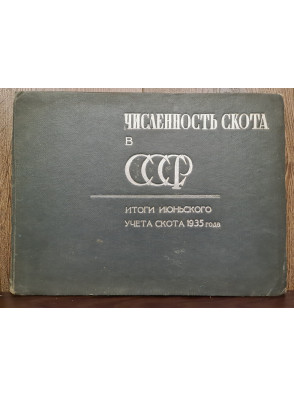 ЧИСЛЕННОСТЬ СКОТА
В
СССР
ИТОГИ ИЮНЬСКОГО
УЧЕТА СКОТА 1935 года